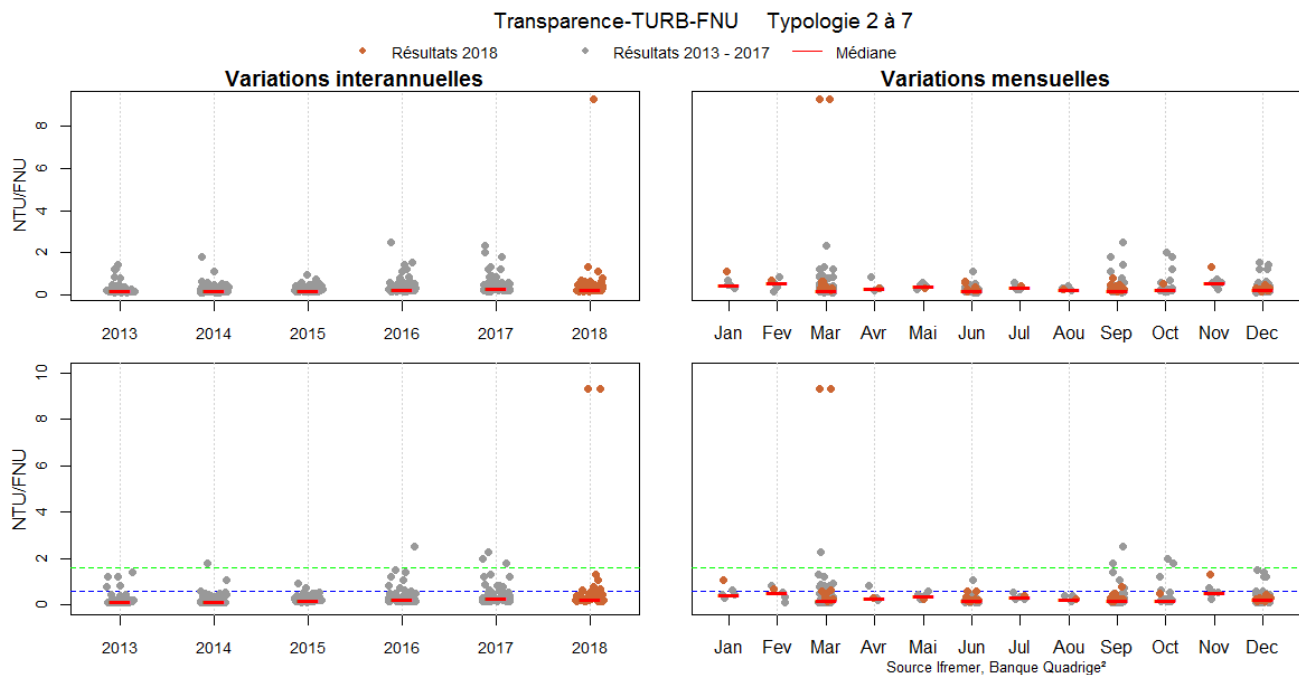 Transparence-TURB-FNU Typologie 2 à 7
Résultats 2018 Résultats 2013 - 2017 Médiane
Variations interannuelles
NTU/FNU
8
6
4
2
0
2013 2014 2015 2016 2017 2018
Variations mensuelles
Jan Fev Mar Avr Mai Jun Jul Aou Sep Oct Nov Dec
NTU/FNU
10
8
6
4
2
0
2013 2014 2015 2016 2017 2018
Jan Fev Mar Avr Mai Jun Jul Aou Sep Oct Nov Dec
Source Ifremer, Banque Quadrige²